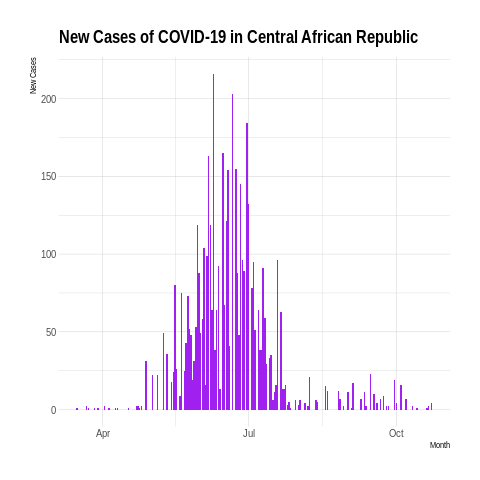 New Cases of COVID-19 in Central African Republic
New Cases
200
150
100
50
0
Apr
Jul
Oct
Month